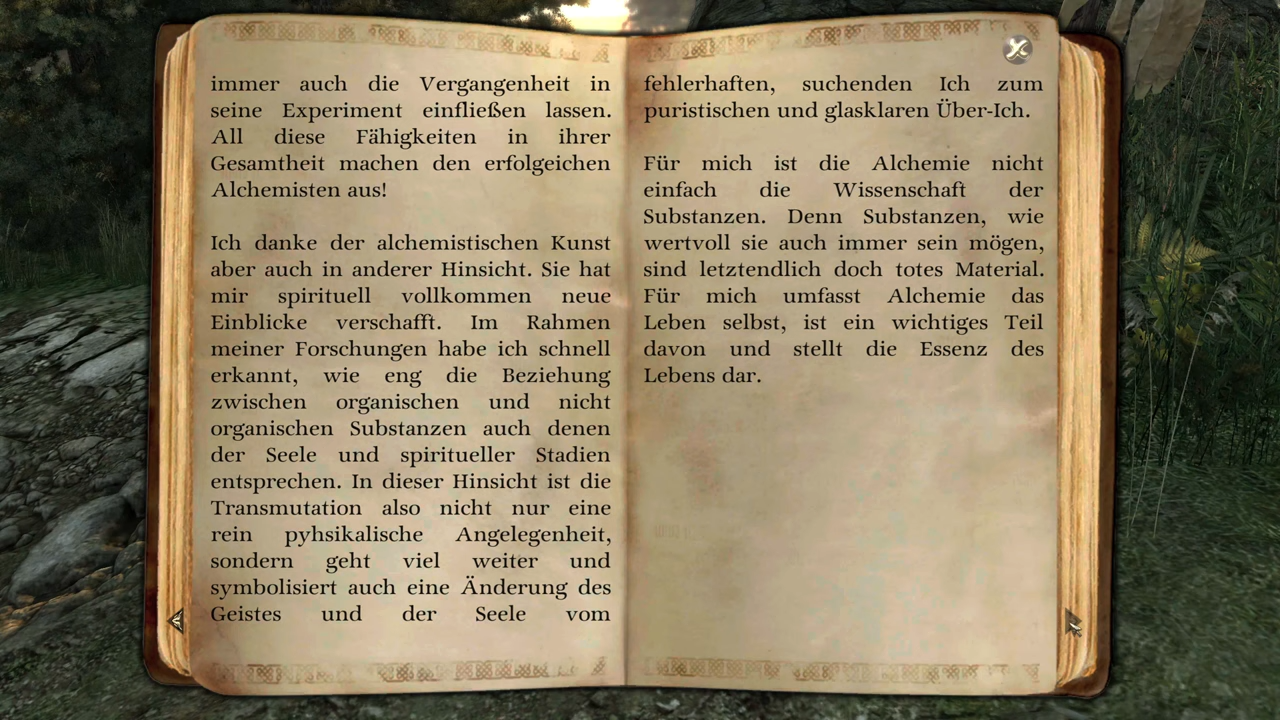 immer auch die Vergangenheit in
seine Experiment einfließen lassen.
All diese Fähigkeiten in ihrer
Gesamtheit machen den erfolgeichen
Alchemisten aus!
Ich danke der alchemistischen Kunst
aber auch in anderer Hinsicht. Sie hat
mir spirituell vollkommen neue
Einblicke verschafft. Im Rahmen
meiner Forschungen habe ich schnell
erkannt, wie eng die Beziehung
zwischen organischen und nicht
organischen Substanzen auch denen
der Seele und spiritueller Stadien
entsprechen. In dieser Hinsicht ist die
Transmutation also nicht nur eine
rein pyhsikalische Angelegenheit,
sondern geht viel weiter und
symbolisiert auch eine Änderung des
Geistes und der Seele vom
fehlerhaften, suchenden Ich zum
puristischen und glasklaren Über-Ich.
Für mich ist die Alchemie nicht
einfach die Wissenschaft der
Substanzen. Denn Substanzen, wie
wertvoll sie auch immer sein mögen,
sind letztendlich doch totes Material.
Für mich umfasst Alchemie das
Leben selbst, ist ein wichtiges Teil
davon und stellt die Essenz des
Lebens dar.